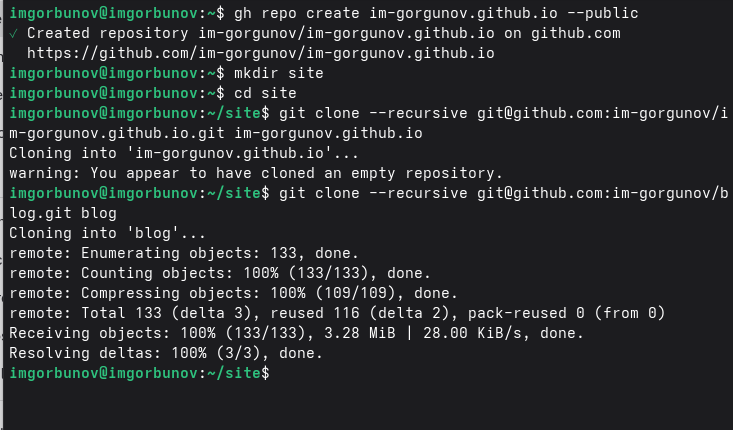 imgorbunov@imgorbunov:~$ gh repo create im-gorgunov.github.io --public
✓ Created repository im-gorgunov/im-gorgunov.github.io on github.com
  https://github.com/im-gorgunov/im-gorgunov.github.io
imgorbunov@imgorbunov:~$ mkdir site
imgorbunov@imgorbunov:~$ cd site
imgorbunov@imgorbunov:~/site$ git clone --recursive git@github.com:im-gorgunov/i
m-gorgunov.github.io.git im-gorgunov.github.io
Cloning into 'im-gorgunov.github.io'...
warning: You appear to have cloned an empty repository.
imgorbunov@imgorbunov:~/site$ git clone --recursive git@github.com:im-gorgunov/b
log.git blog
Cloning into 'blog'...
remote: Enumerating objects: 133, done.
remote: Counting objects: 100% (133/133), done.
remote: Compressing objects: 100% (109/109), done.
remote: Total 133 (delta 3), reused 116 (delta 2), pack-reused 0 (from 0)
Receiving objects: 100% (133/133), 3.28 MiB | 28.00 KiB/s, done.
Resolving deltas: 100% (3/3), done.
imgorbunov@imgorbunov:~/site$